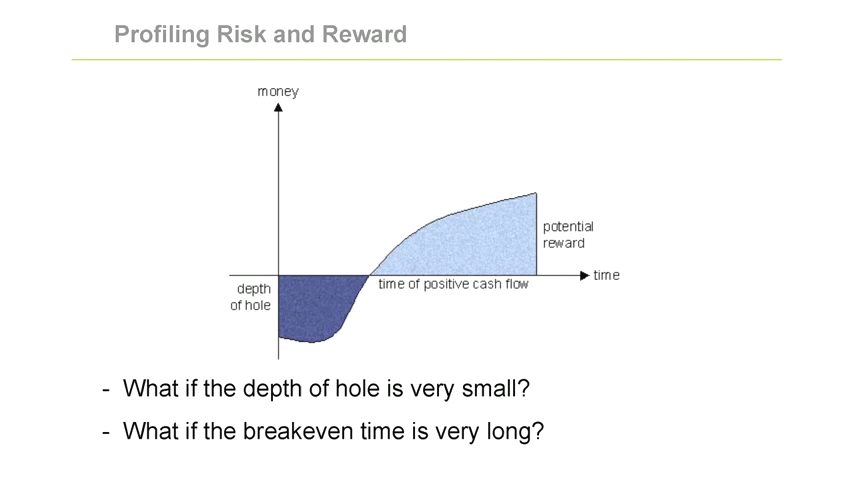 Profiling Risk and Reward
money
potential
reward
time
depth
of hole
time of positive cash flow
- What if the depth of hole is very small?
- What if the breakeven time is very long?